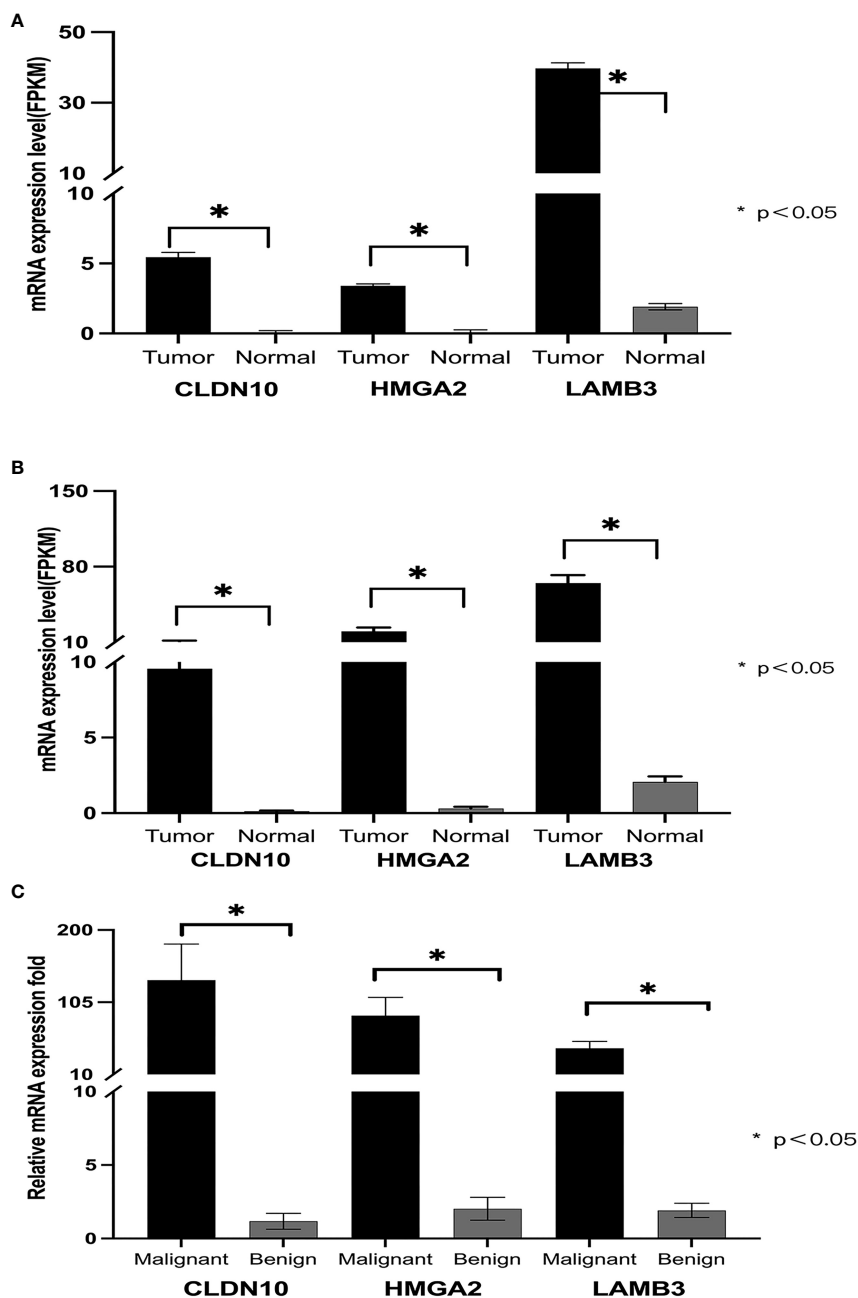 A
mRNA expression level(FPKM)
50
30
10
10
5
0
*
*
*
* p<0.05
Tumor Normal Tumor Normal Tumor Normal
CLDN10 HMGA2 LAMB3
B
mRNA expression level(FPKM)
150
80
10
10
5
0
*
*
*
* p<0.05
Tumor Normal Tumor Normal Tumor Normal
CLDN10 HMGA2 LAMB3
C
Relative mRNA expression fold
200
105
10
10
5
0
*
*
*
* p<0.05
Malignant Benign Malignant Benign Malignant Benign
CLDN10 HMGA2 LAMB3